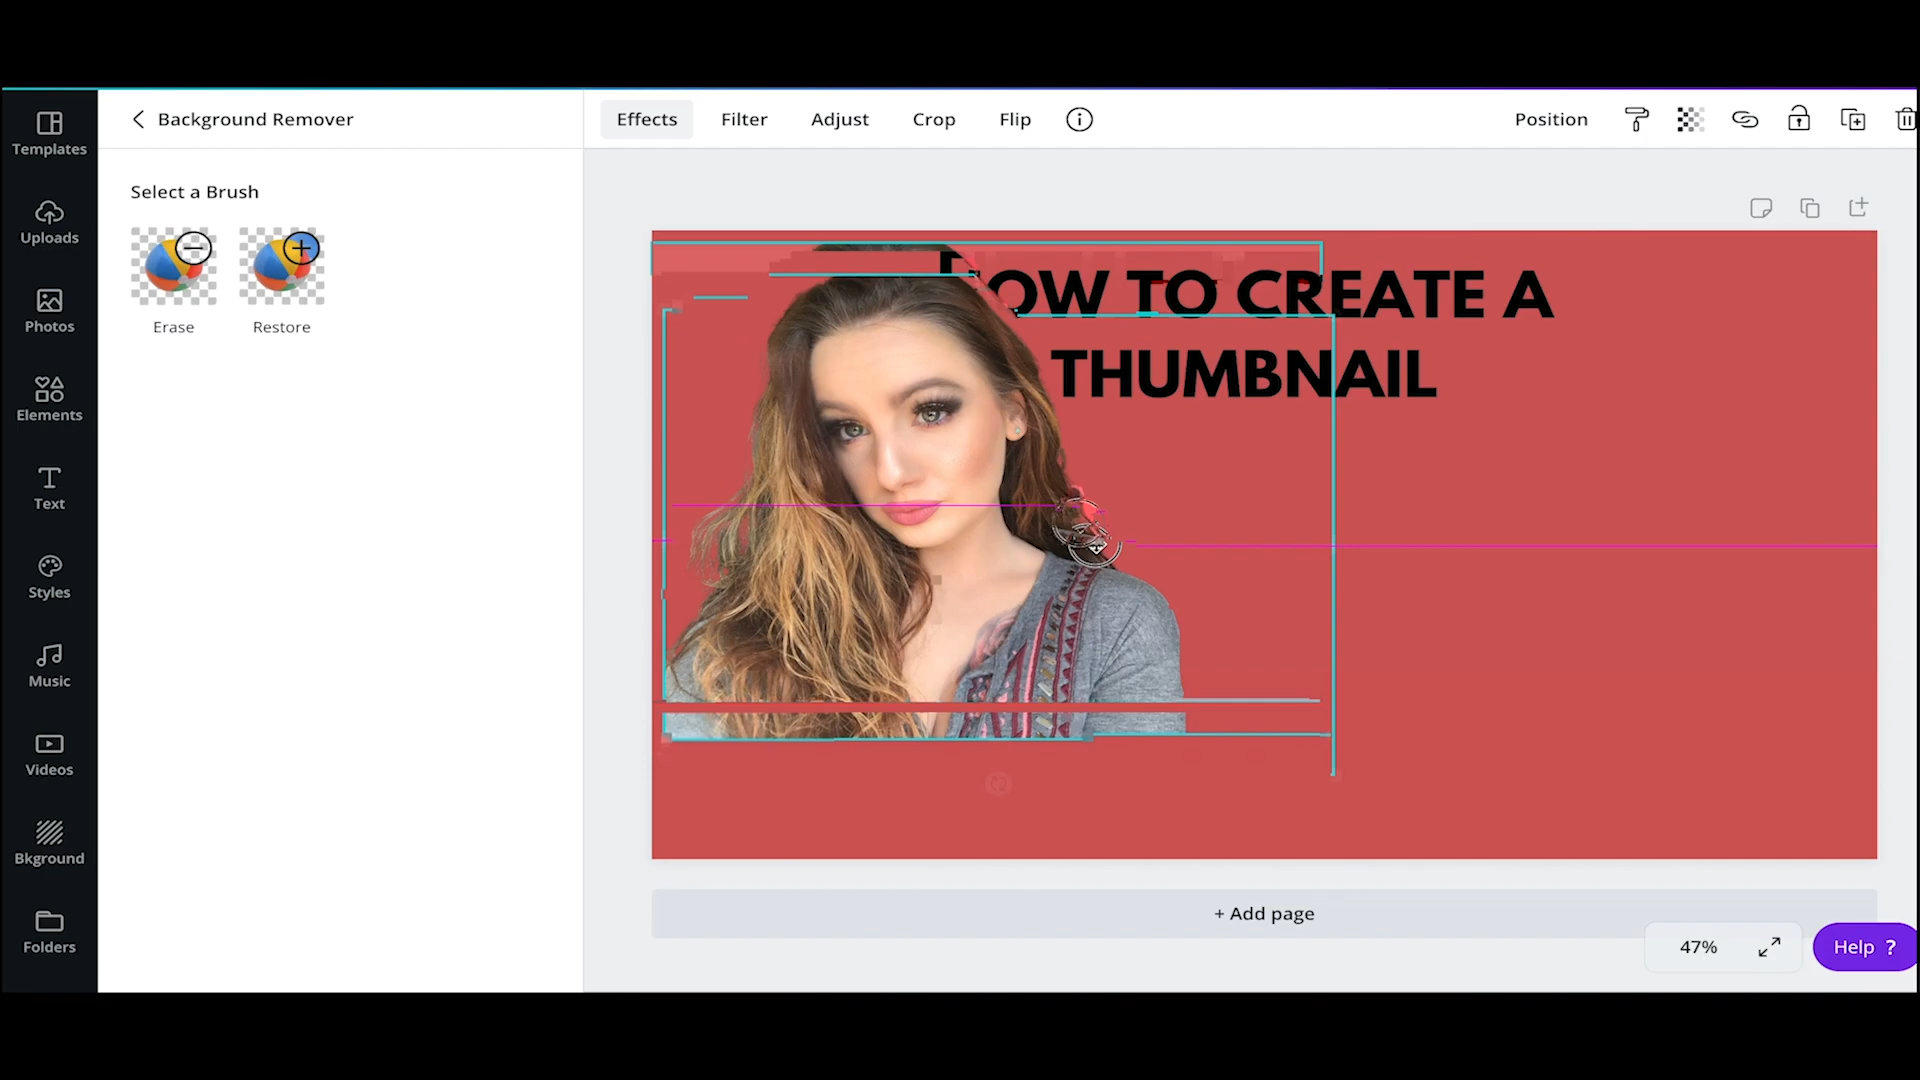 Templates
Uploads
Photos
Elements
Text
Styles
Music
Videos
Bkground
Folders
Background Remover
Select a Brush
Erase
Restore
Effects
Filter
Adjust
Crop
Flip
Position
HOW TO CREATE A
THUMBNAIL
+ Add page
47%
Help ?